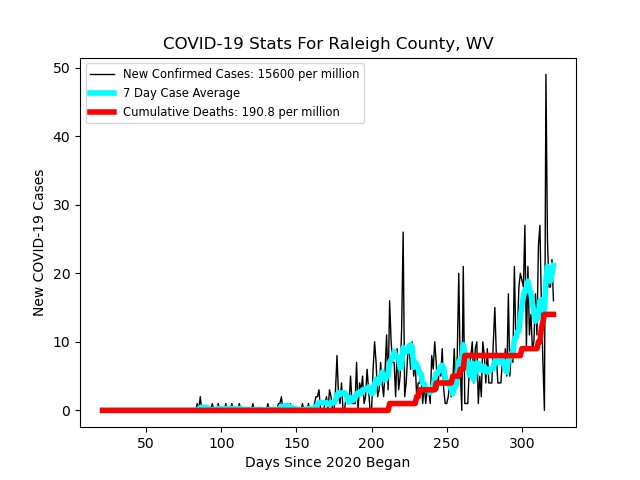 COVID-19 Stats For Raleigh County, WV
New Confirmed Cases: 15600 per million
7 Day Case Average
Cumulative Deaths: 190.8 per million
New COVID-19 Cases
50
40
30
20
10
0
50 100 150 200 250 300
Days Since 2020 Began